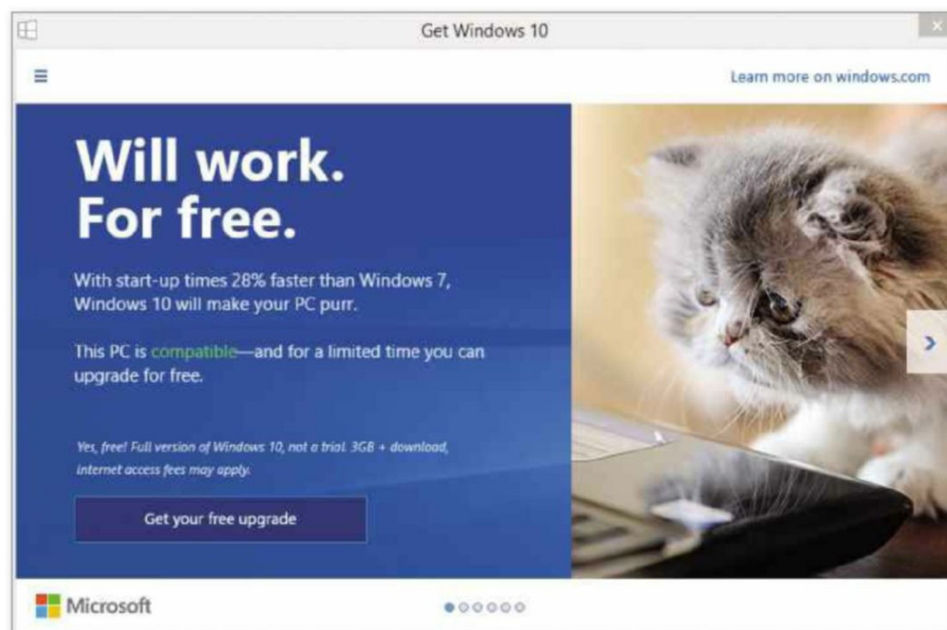 Get Windows 10
Learn more on windows.com
Will work.
For free.
With start-up times 28% faster than Windows 7,
Windows 10 will make your PC purr.
This PC is compatible—and for a limited time you can
upgrade for free.
Yes, free! Full version of Windows 10, not a trial. 3GB + download,
internet access fees may apply.
Get your free upgrade
Microsoft